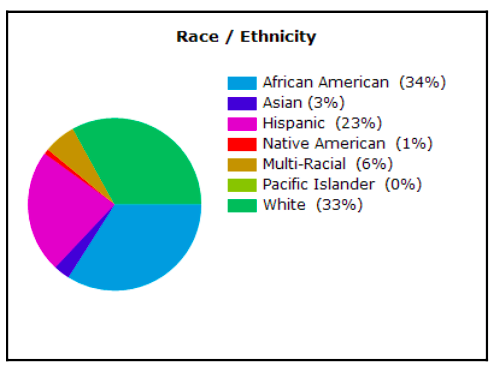 Race / Ethnicity
African American (34%)
Asian (3%)
Hispanic (23%)
Native American (1%)
Multi-Racial (6%)
Pacific Islander (0%)
White (33%)